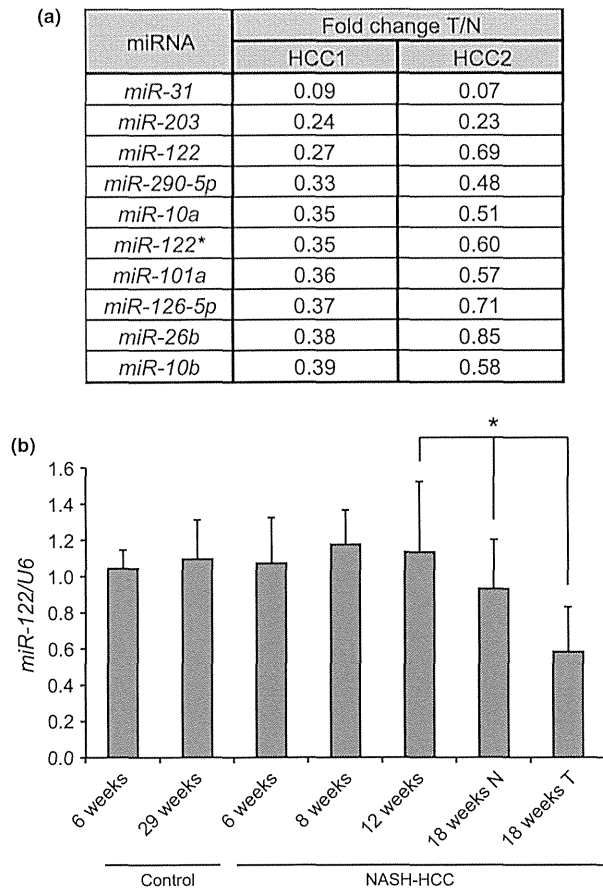 (a)
miRNA Fold change T/N
HCC1 HCC2
miR-31 0.09 0.07
miR-203 0.24 0.23
miR-122 0.27 0.69
miR-290-5p 0.33 0.48
miR-10a 0.35 0.51
miR-122* 0.35 0.60
miR-101a 0.36 0.57
miR-126-5p 0.37 0.71
miR-26b 0.38 0.85
miR-10b 0.39 0.58
(b)
*
miR-122/U6
1.6
1.4
1.2
1.0
0.8
0.6
0.4
0.2
0.0
6 weeks 29 weeks 6 weeks 8 weeks 12 weeks 18 weeks N 18 weeks T
Control NASH-HCC